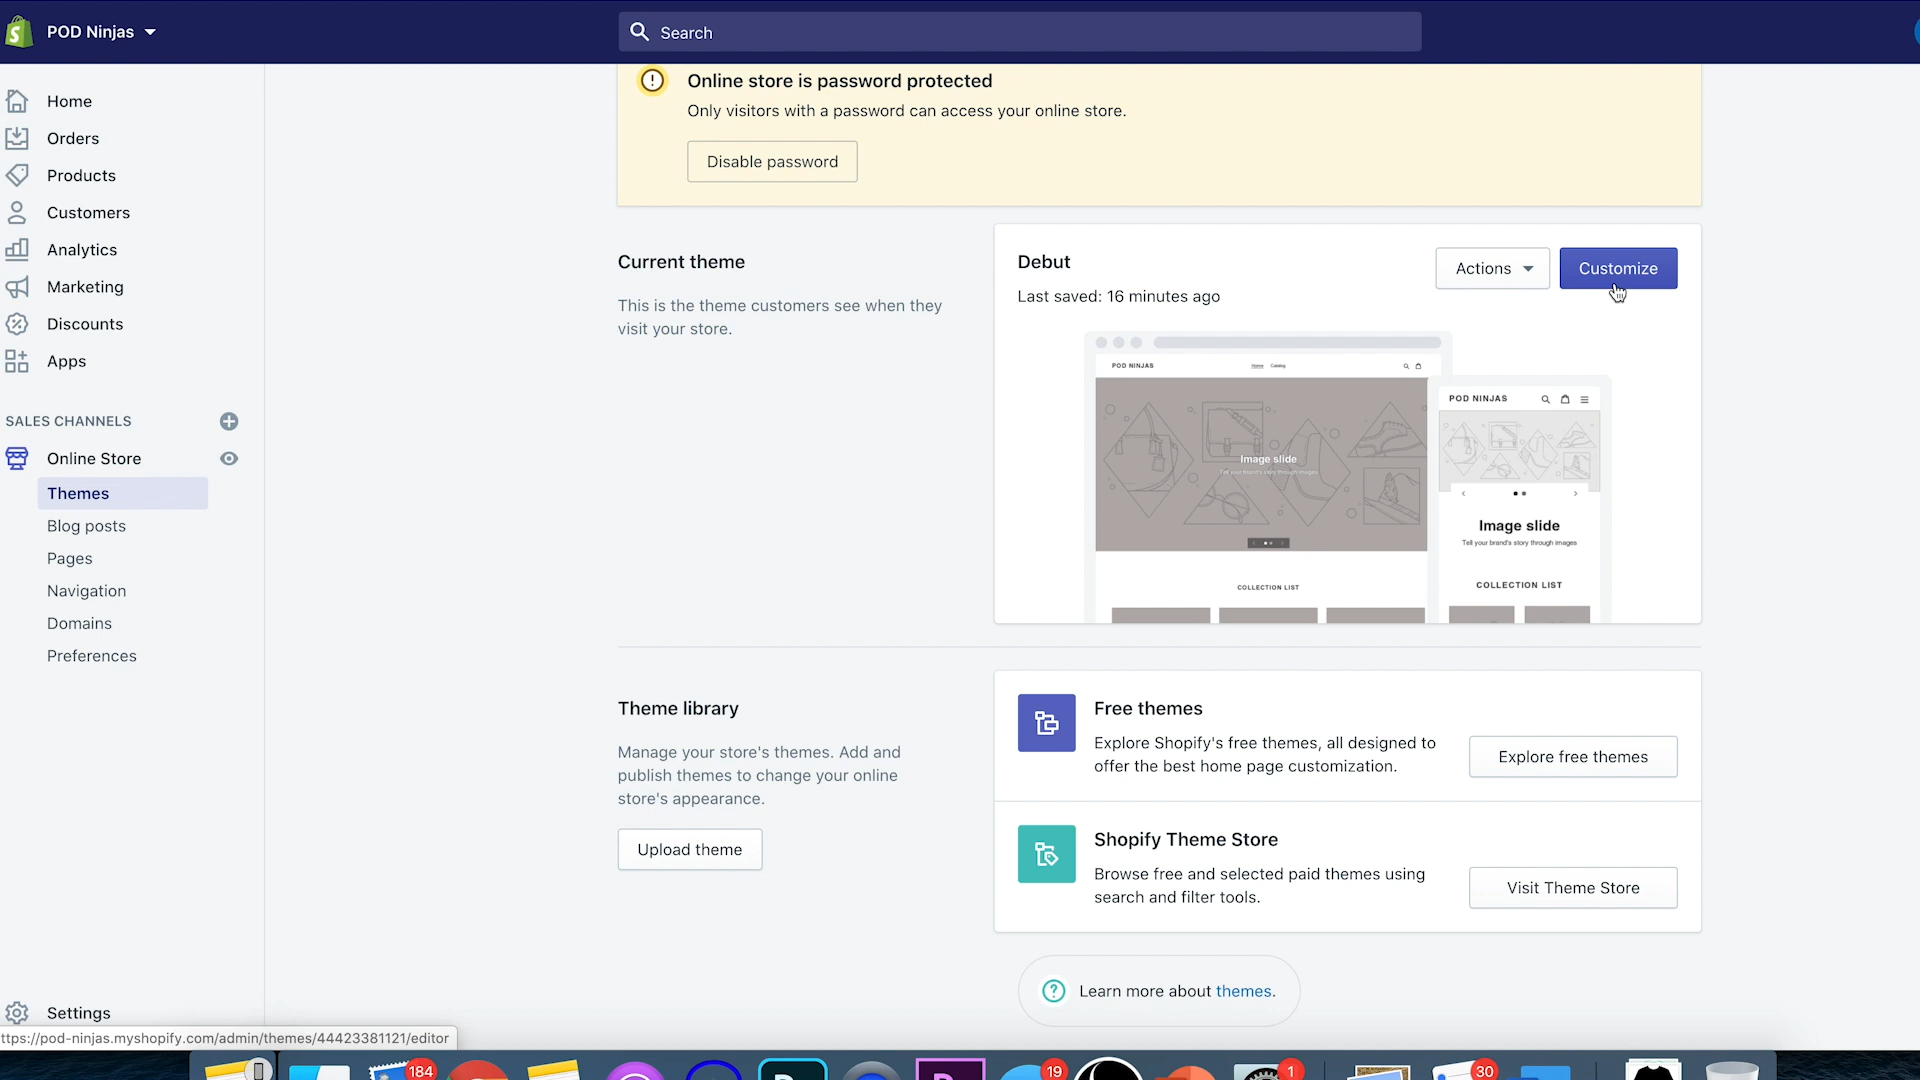 POD Ninjas
Search
Home
Orders
Products
Customers
Analytics
Marketing
Discounts
Apps
SALES CHANNELS
Online Store
Themes
Blog posts
Pages
Navigation
Domains
Preferences
Settings
ttps://pod-ninjas.myshopify.com/admin/themes/44423381121/editor
Online store is password protected
Only visitors with a password can access your online store.
Disable password
Current theme
This is the theme customers see when they
visit your store.
Debut
Last saved: 16 minutes ago
Actions
Customize
POD NINJAS
Home Catalog
Image slide
Tell your brand's story through images
COLLECTION LIST
POD NINJAS
Image slide
Tell your brand's story through images
COLLECTION LIST
Theme library
Manage your store's themes. Add and
publish themes to change your online
store's appearance.
Upload theme
Free themes
Explore Shopify's free themes, all designed to
offer the best home page customization.
Explore free themes
Shopify Theme Store
Browse free and selected paid themes using
search and filter tools.
Visit Theme Store
Learn more about themes.
184
19
1
30